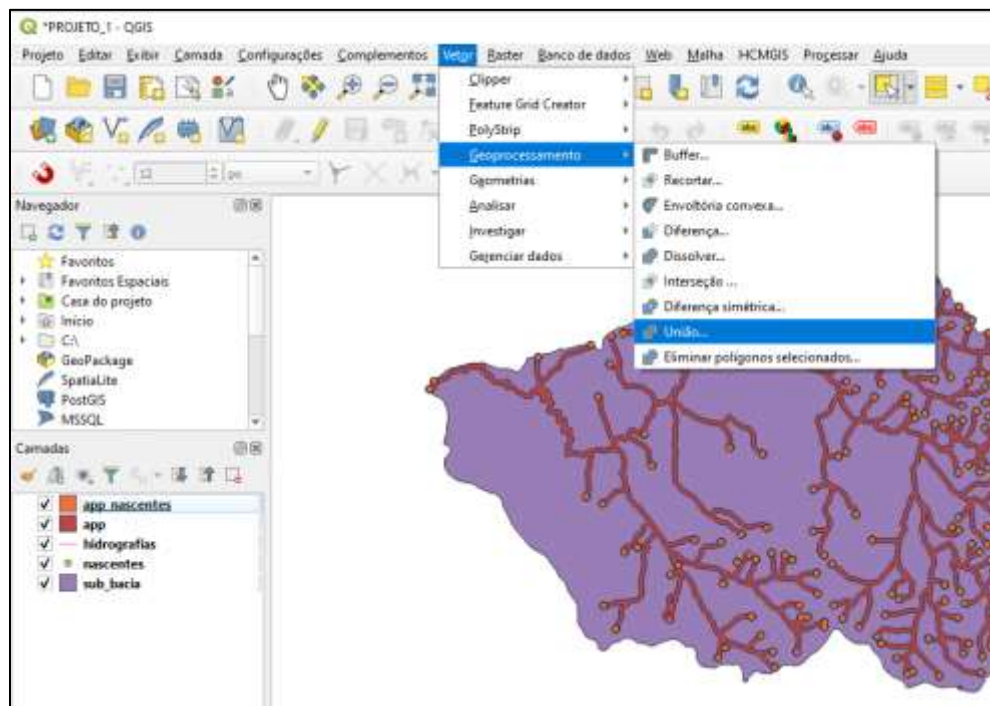 *PROJETO_1 - QGIS
Projeto Editar Exibir Camada Configurações Complementos Vetor Raster Banco de dados Web Malha HCMGIS Processar Ajuda
Clipper
Feature Grid Creator
PolyStrip
Geoprocessamento
Geometrias
Analisar
Investigar
Gerenciar dados
Buffer...
Recortar...
Envoltória convexa...
Diferença...
Dissolver...
Interseção ...
Diferença simétrica...
União...
Eliminar polígonos selecionados...
12
px
Navegador
Favoritos
Favoritos Espaciais
Casa do projeto
Início
C:\
GeoPackage
SpatiaLite
PostGIS
MSSQL
Camadas
app_nascentes
app
hidrografias
nascentes
sub_bacia